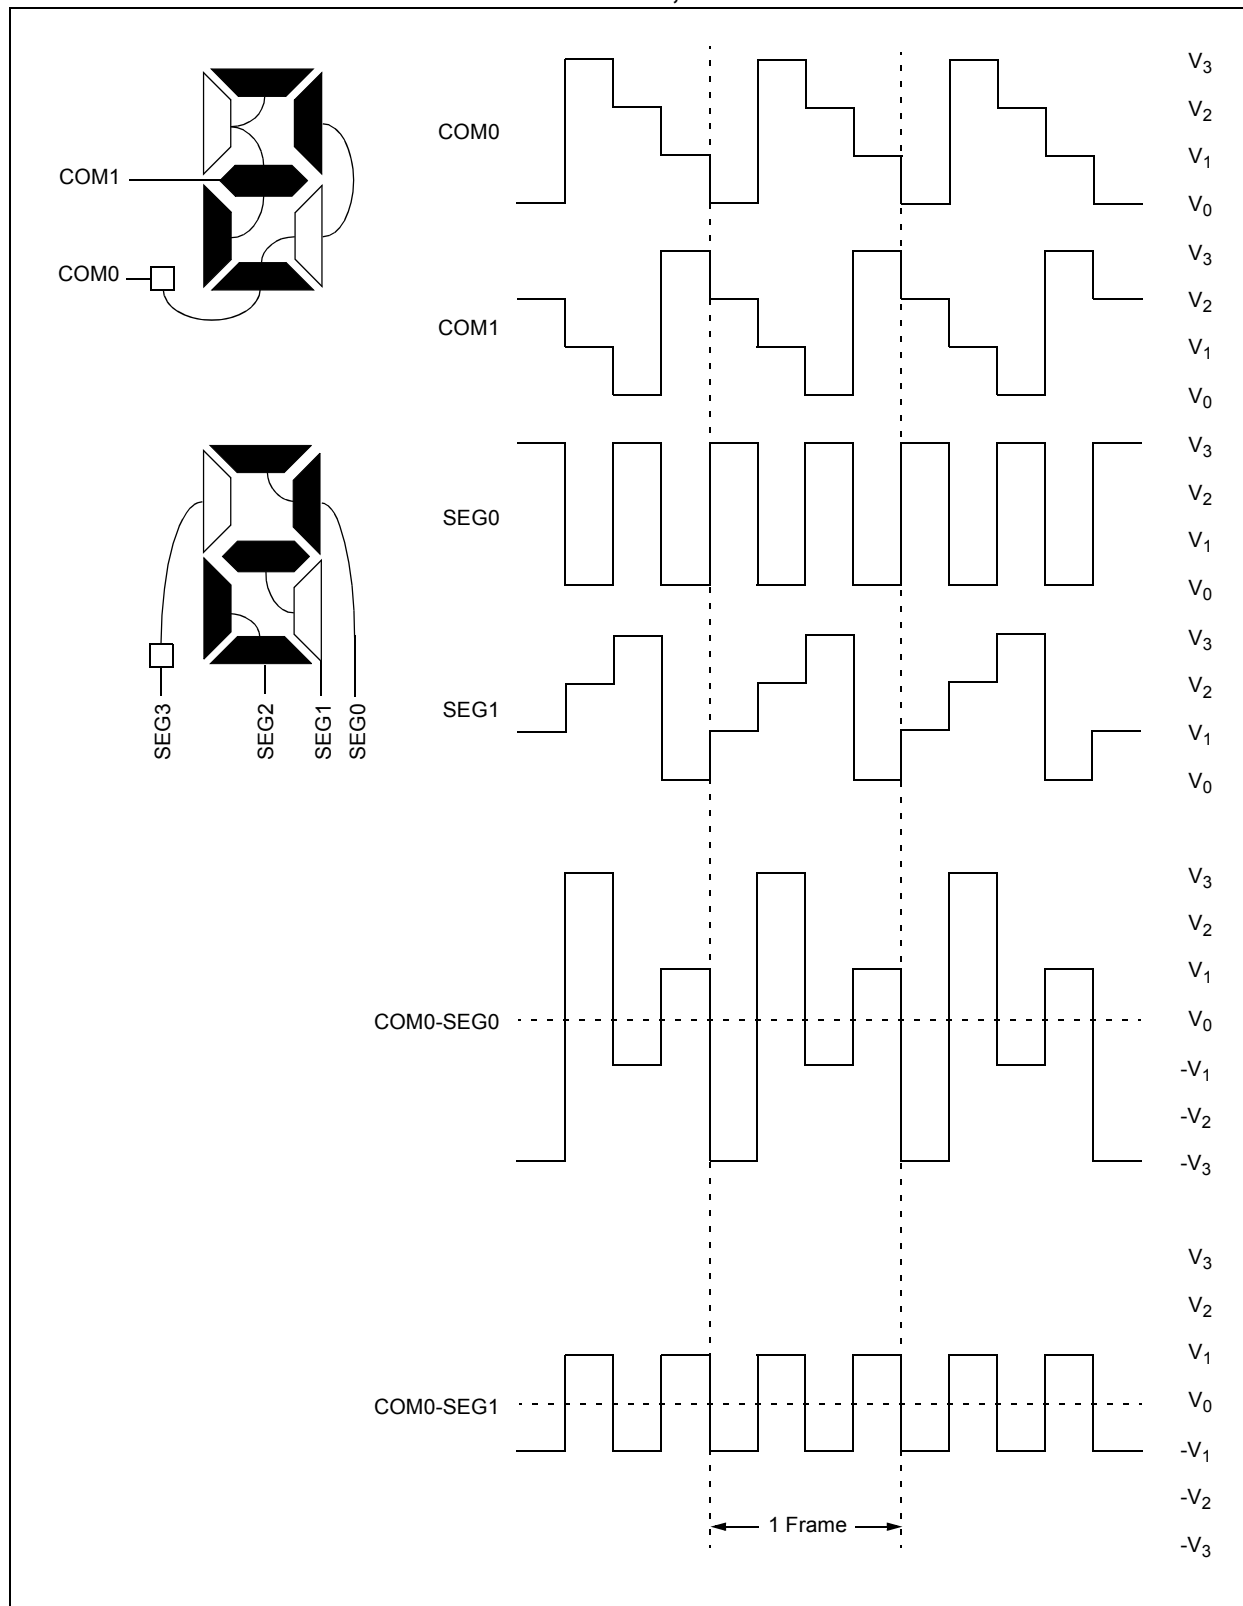 COM1
COM0
SEG3
SEG2
SEG1
SEG0
COM0
V3
V2
V1
V0
COM1
V3
V2
V1
V0
SEG0
V3
V2
V1
V0
SEG1
V3
V2
V1
V0
COM0-SEG0
V3
V2
V1
V0
-V1
-V2
-V3
COM0-SEG1
V3
V2
V1
V0
-V1
-V2
-V3
1 Frame